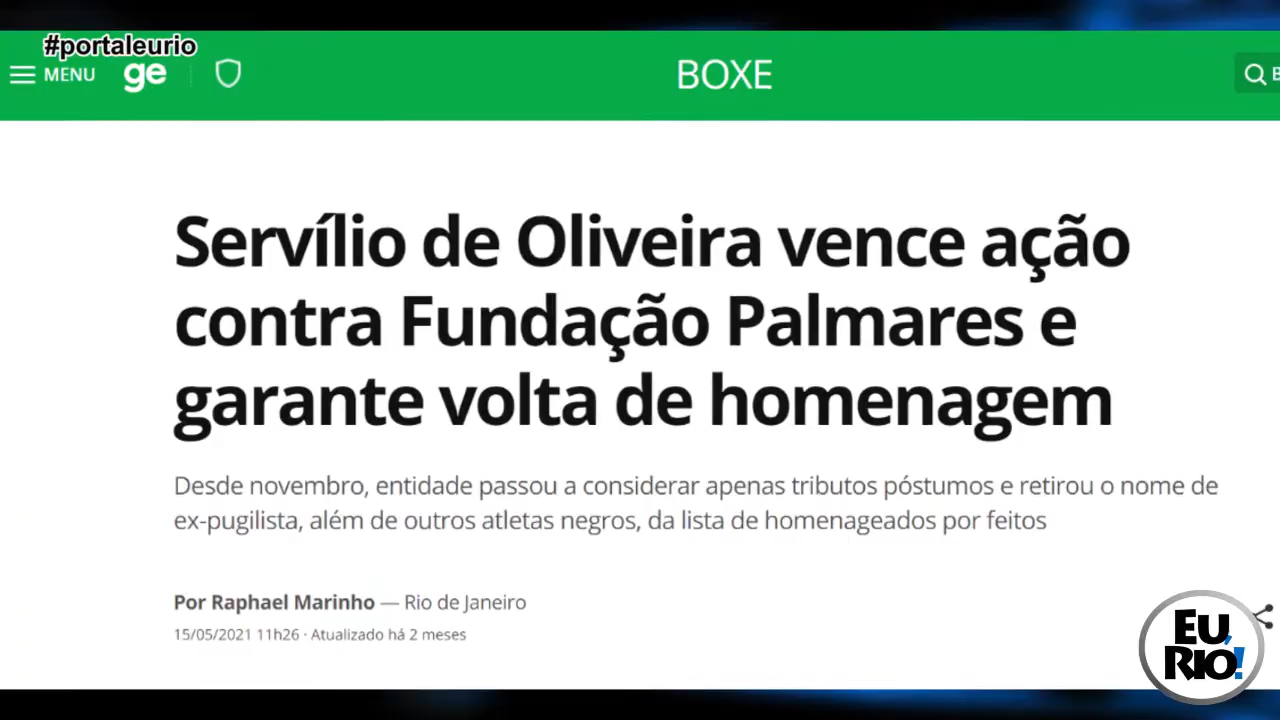 #portaleurio
MENU ge
BOXE
B
Servílio de Oliveira vence ação
contra Fundação Palmares e
garante volta de homenagem
Desde novembro, entidade passou a considerar apenas tributos póstumos e retirou o nome de
ex-pugilista, além de outros atletas negros, da lista de homenageados por feitos
Por Raphael Marinho — Rio de Janeiro
15/05/2021 11h26 · Atualizado há 2 meses
EU,
RIO!